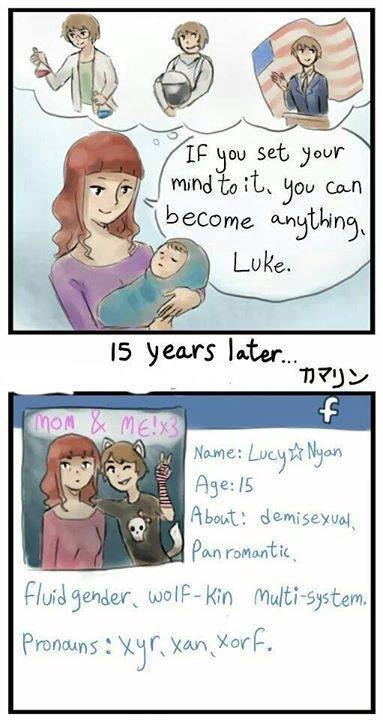 If you set your
mind to it, you can
become anything,
Luke.
15 years later...
カマリン
f
MOM & ME!x3
Name: Lucy☆Nyan
Age: 15
About: demisexual,
Panromantic,
Fluidgender, wolf-kin multi-system.
Pronouns: xyr, xan, xorf.